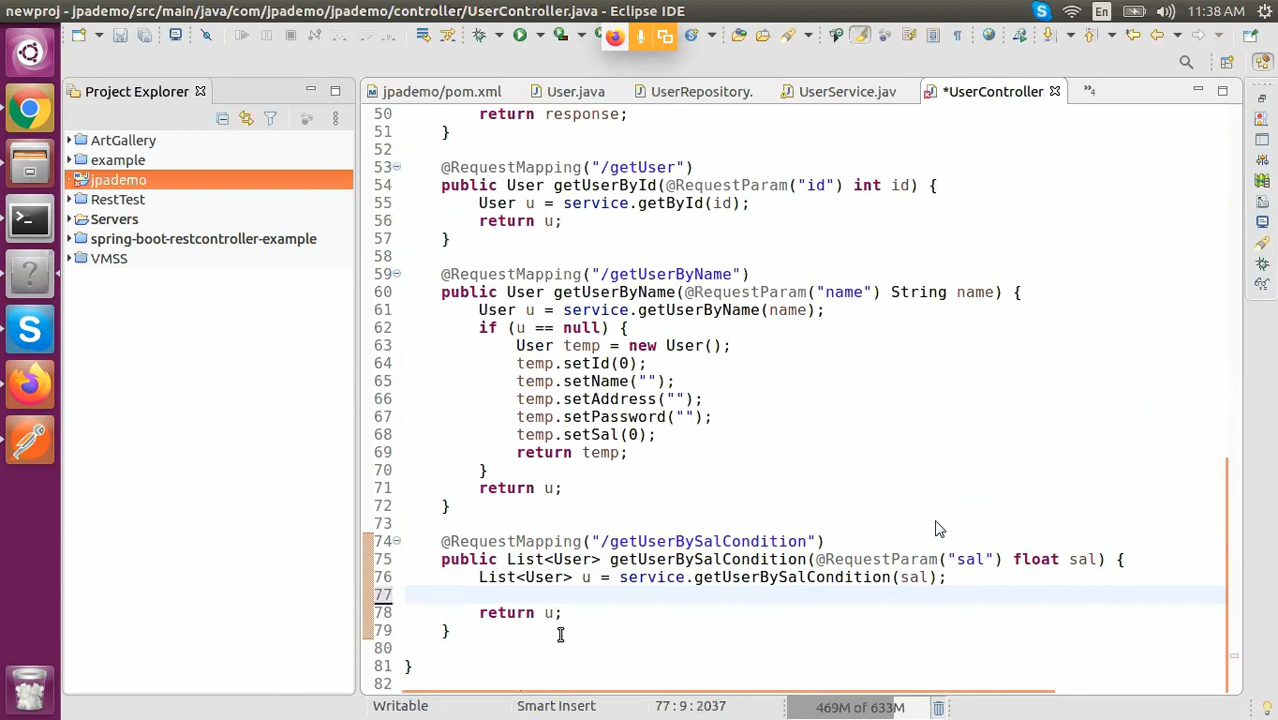 newproj - jpademo/src/main/java/com/jpademo/jpademo/controller/UserController.java - Eclipse IDE
En
11:38 AM
Project Explorer
jpademo/pom.xml
User.java
UserRepository.
UserService.java
*UserController
»4
ArtGallery
example
jpademo
RestTest
Servers
spring-boot-restcontroller-example
VMSS
50 return response;
51 }
52
53 @RequestMapping("/getUser")
54 public User getUserById(@RequestParam("id") int id) {
55 User u = service.getById(id);
56 return u;
57 }
58
59 @RequestMapping("/getUserByName")
60 public User getUserByName(@RequestParam("name") String name) {
61 User u = service.getUserByName(name);
62 if (u == null) {
63 User temp = new User();
64 temp.setId(0);
65 temp.setName("");
66 temp.setAddress("");
67 temp.setPassword("");
68 temp.setSal(0);
69 return temp;
70 }
71 return u;
72 }
73
74 @RequestMapping("/getUserBySalCondition")
75 public List<User> getUserBySalCondition(@RequestParam("sal") float sal) {
76 List<User> u = service.getUserBySalCondition(sal);
77
78 return u;
79 }
80
81 }
82
Writable
Smart Insert
77 : 9 : 2037
469M of 633M